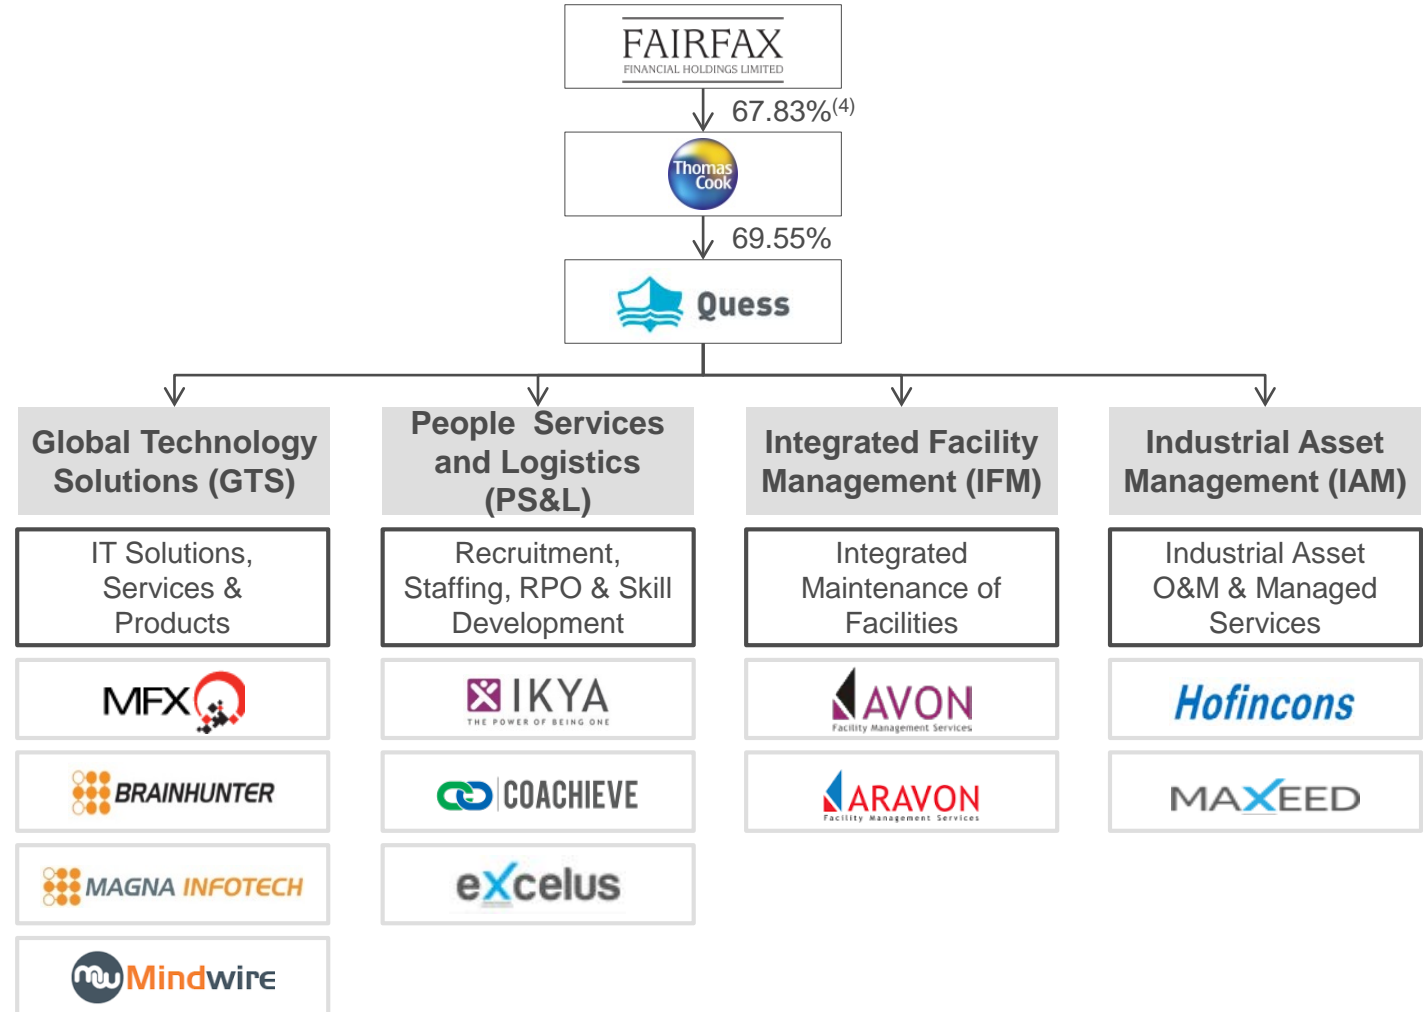 FAIRFAX
FINANCIAL HOLDINGS LIMITED
67.83%(4)
Thomas
Cook
69.55%
Quess
Global Technology
Solutions (GTS)
IT Solutions,
Services &
Products
MFX
BRAINHUNTER
MAGNA INFOTECH
mw Mindwire
People Services
and Logistics
(PS&L)
Recruitment,
Staffing, RPO & Skill
Development
IKYA
THE POWER OF BEING ONE
COACHIEVE
eXcelus
Integrated Facility
Management (IFM)
Integrated
Maintenance of
Facilities
AVON
Facility Management Services
ARAVON
Facility Management Services
Industrial Asset
Management (IAM)
Industrial Asset
O&M & Managed
Services
Hofincons
MAXEED